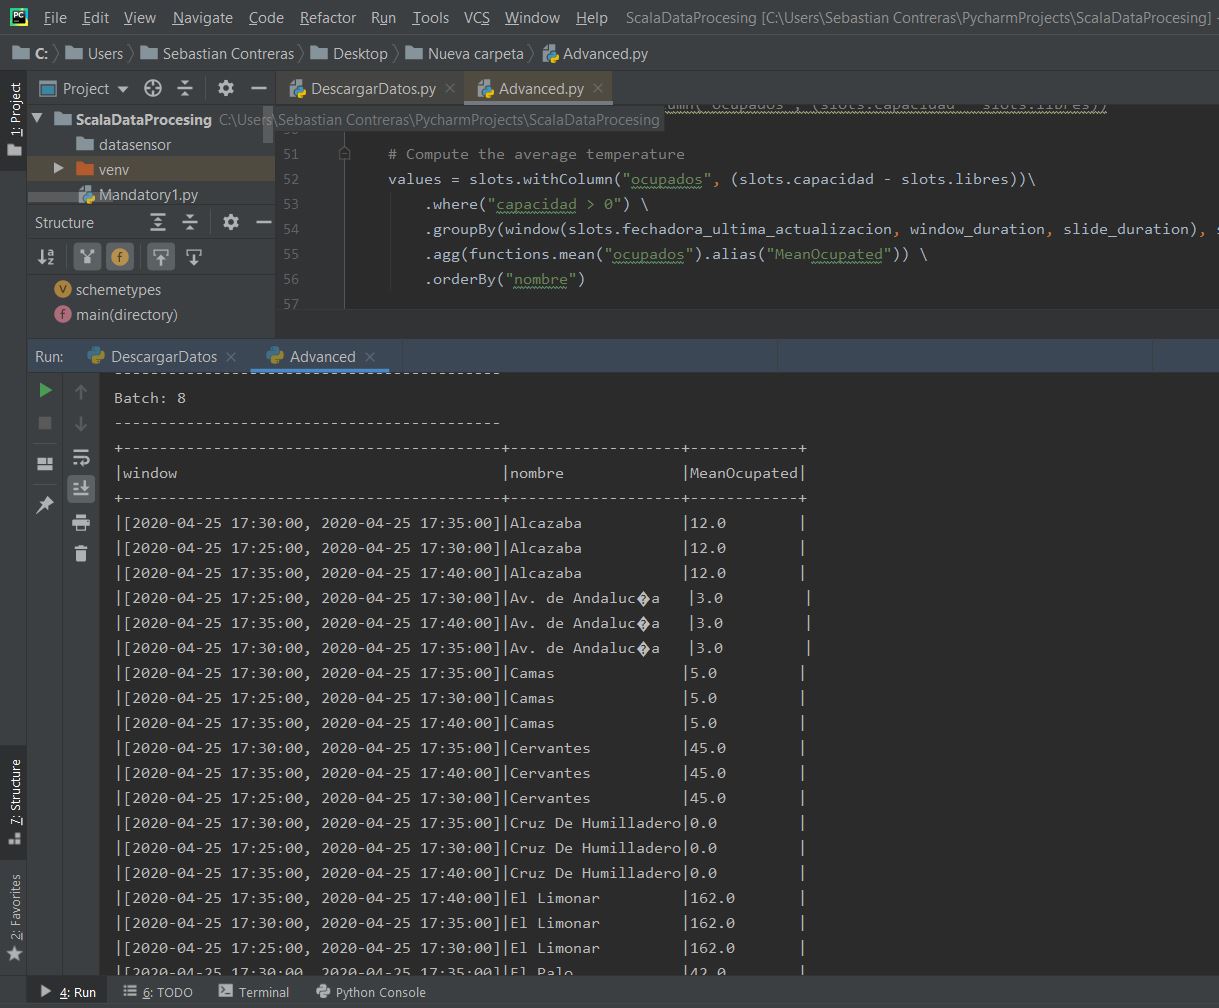 PC File Edit View Navigate Code Refactor Run Tools VCS Window Help ScalaDataProcesing [C:\Users\Sebastian Contreras\PycharmProjects\ScalaDataProcesing] -
C: Users Sebastian Contreras Desktop Nueva carpeta Advanced.py
1: Project
Project DescargarDatos.py Advanced.py
ScalaDataProcesing C:\Users\Sebastian Contreras\PycharmProjects\ScalaDataProcesing
datasensor
venv
Mandatory1.py
Structure
schemetypes
main(directory)
51 # Compute the average temperature
52 values = slots.withColumn("ocupados", (slots.capacidad - slots.libres))\
53 .where("capacidad > 0") \
54 .groupBy(window(slots.fechadora_ultima_actualizacion, window_duration, slide_duration), s
55 .agg(functions.mean("ocupados").alias("MeanOcupated")) \
56 .orderBy("nombre")
57
Run: DescargarDatos Advanced
-------------------------------------------
Batch: 8
-------------------------------------------
+------------------------------------------+-------------------+------------+
|window |nombre |MeanOcupated|
+------------------------------------------+-------------------+------------+
|[2020-04-25 17:30:00, 2020-04-25 17:35:00]|Alcazaba |12.0 |
|[2020-04-25 17:25:00, 2020-04-25 17:30:00]|Alcazaba |12.0 |
|[2020-04-25 17:35:00, 2020-04-25 17:40:00]|Alcazaba |12.0 |
|[2020-04-25 17:25:00, 2020-04-25 17:30:00]|Av. de Andaluc�a |3.0 |
|[2020-04-25 17:35:00, 2020-04-25 17:40:00]|Av. de Andaluc�a |3.0 |
|[2020-04-25 17:30:00, 2020-04-25 17:35:00]|Av. de Andaluc�a |3.0 |
|[2020-04-25 17:30:00, 2020-04-25 17:35:00]|Camas |5.0 |
|[2020-04-25 17:25:00, 2020-04-25 17:30:00]|Camas |5.0 |
|[2020-04-25 17:35:00, 2020-04-25 17:40:00]|Camas |5.0 |
|[2020-04-25 17:30:00, 2020-04-25 17:35:00]|Cervantes |45.0 |
|[2020-04-25 17:35:00, 2020-04-25 17:40:00]|Cervantes |45.0 |
|[2020-04-25 17:25:00, 2020-04-25 17:30:00]|Cervantes |45.0 |
|[2020-04-25 17:30:00, 2020-04-25 17:35:00]|Cruz De Humilladero|0.0 |
|[2020-04-25 17:25:00, 2020-04-25 17:30:00]|Cruz De Humilladero|0.0 |
|[2020-04-25 17:35:00, 2020-04-25 17:40:00]|Cruz De Humilladero|0.0 |
|[2020-04-25 17:35:00, 2020-04-25 17:40:00]|El Limonar |162.0 |
|[2020-04-25 17:30:00, 2020-04-25 17:35:00]|El Limonar |162.0 |
|[2020-04-25 17:25:00, 2020-04-25 17:30:00]|El Limonar |162.0 |
|[2020-04-25 17:30:00, 2020-04-25 17:35:00]|El Palo |42.0 |
7: Structure
2: Favorites
4: Run 6: TODO Terminal Python Console